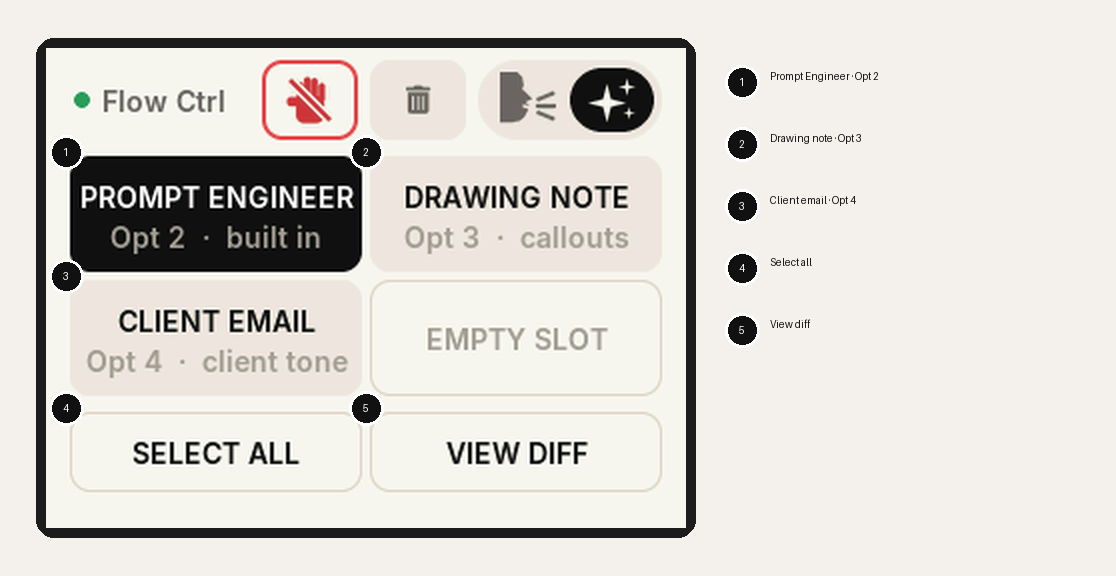 Flow Ctrl
1
2
PROMPT ENGINEER
Opt 2 · built in
DRAWING NOTE
Opt 3 · callouts
3
CLIENT EMAIL
Opt 4 · client tone
EMPTY SLOT
4
5
SELECT ALL
VIEW DIFF
1 Prompt Engineer · Opt 2
2 Drawing note · Opt 3
3 Client email · Opt 4
4 Select all
5 View diff